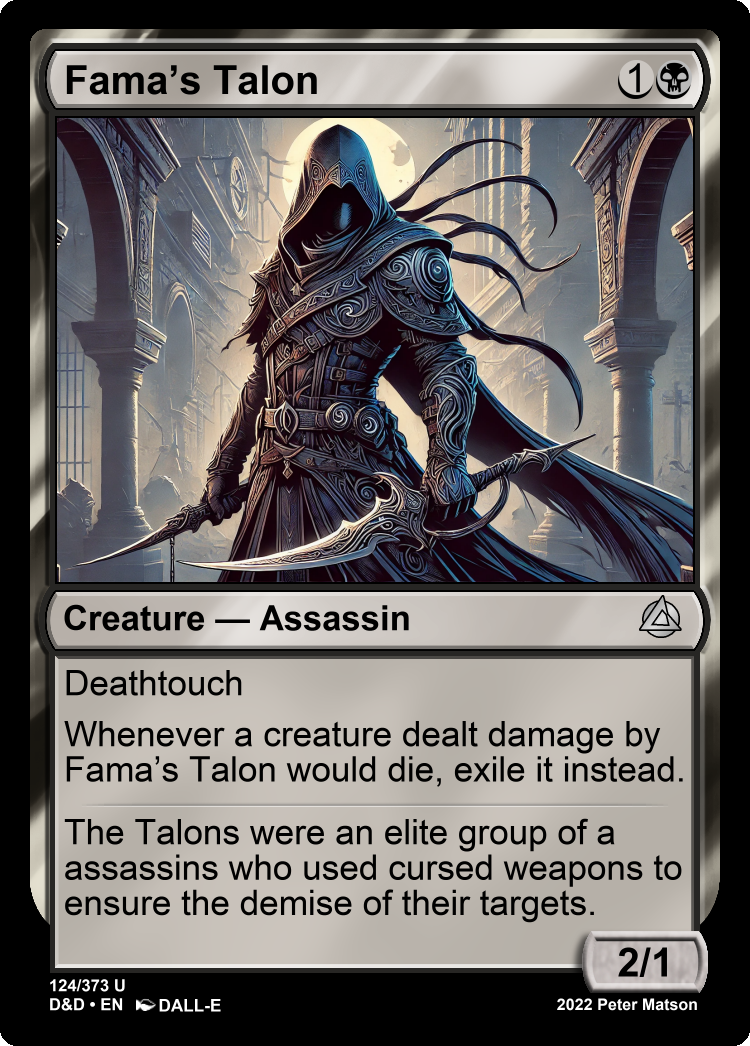 Fama's Talon
1
Creature — Assassin
Deathtouch
Whenever a creature dealt damage by
Fama's Talon would die, exile it instead.
The Talons were an elite group of a
assassins who used cursed weapons to
ensure the demise of their targets.
2/1
124/373 U
D&D • EN DALL-E
2022 Peter Matson